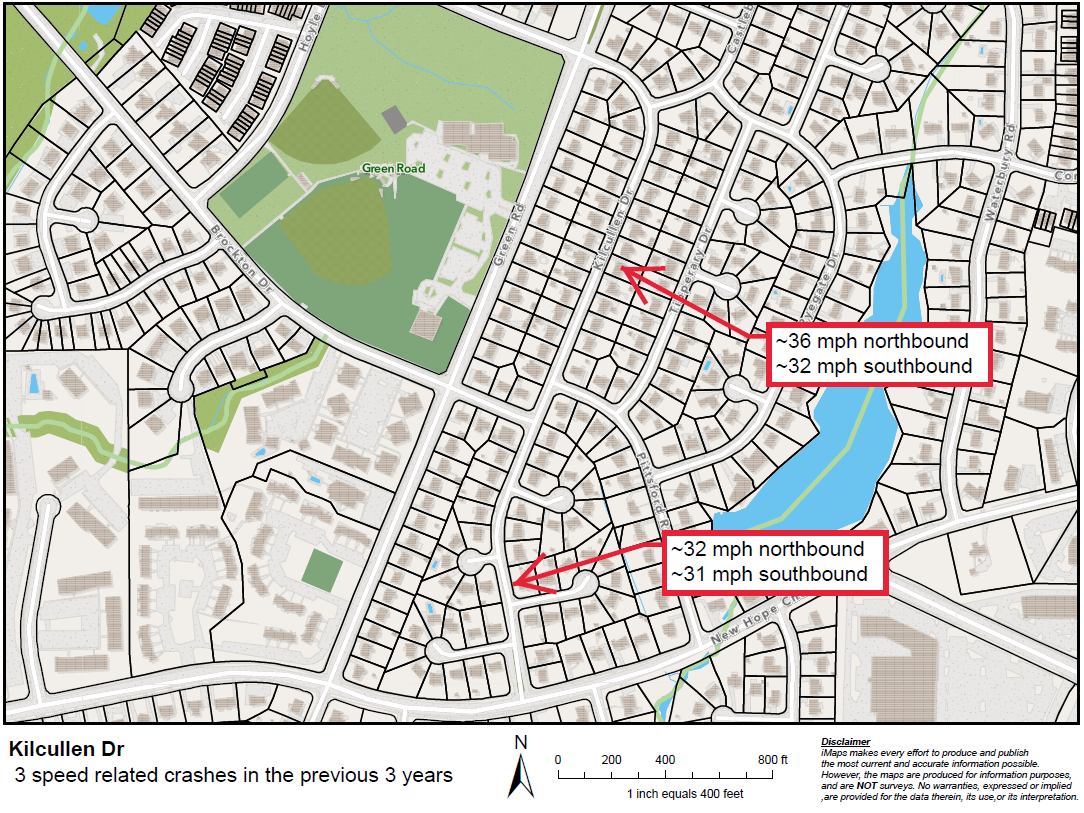 Hoyle
Castleb
Green Road
Waterbury Rd
Cor
Green Rd
Kilcullen Dr
Tipperary Dr
yegate Dr
Brockton Dr
~36 mph northbound
~32 mph southbound
Pittsford R
~32 mph northbound
~31 mph southbound
New Hope Ch
Kilcullen Dr
3 speed related crashes in the previous 3 years
N
0 200 400 800 ft
1 inch equals 400 feet
Disclaimer
iMaps makes every effort to produce and publish
the most current and accurate information possible.
However, the maps are produced for information purposes,
and are NOT surveys. No warranties, expressed or implied
,are provided for the data therein, its use,or its interpretation.